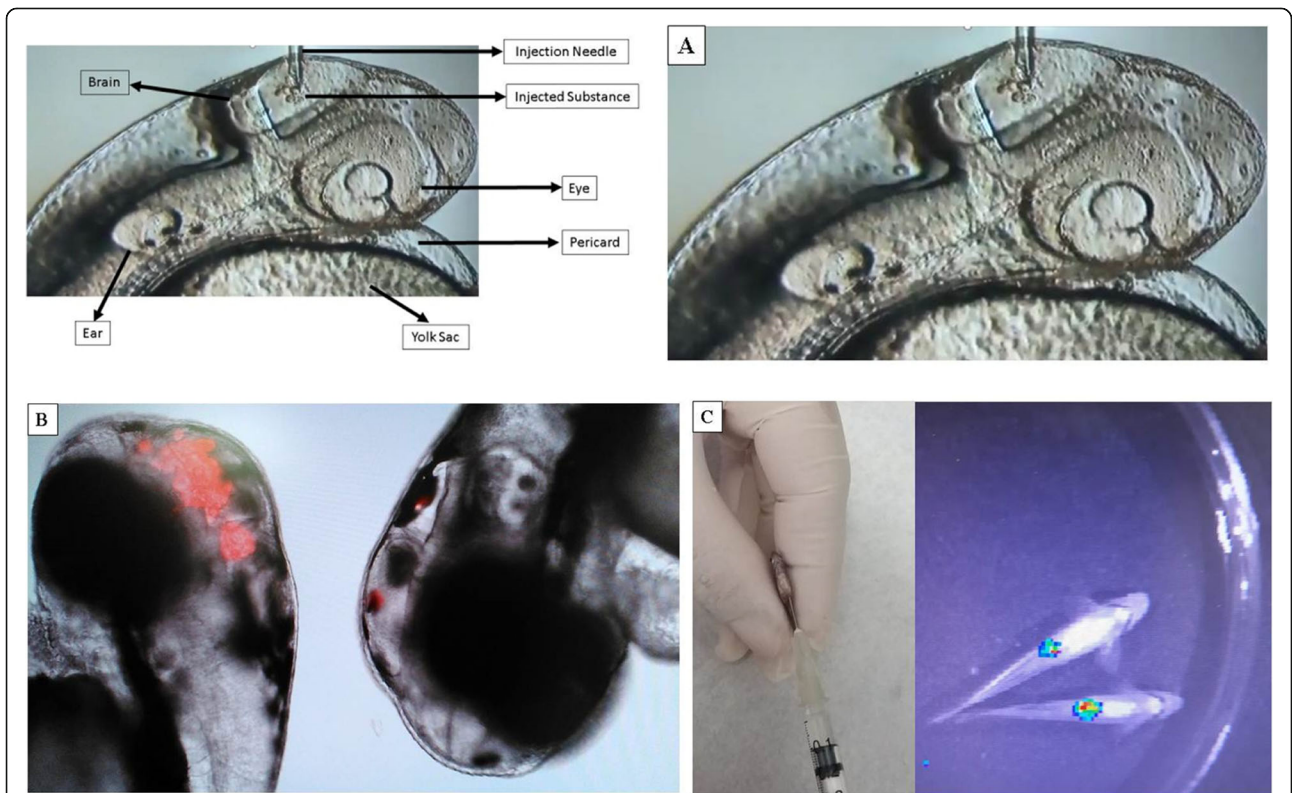 Injection Needle
Brain
Injected Substance
Eye
Pericard
Ear
Yolk Sac
A
B
C